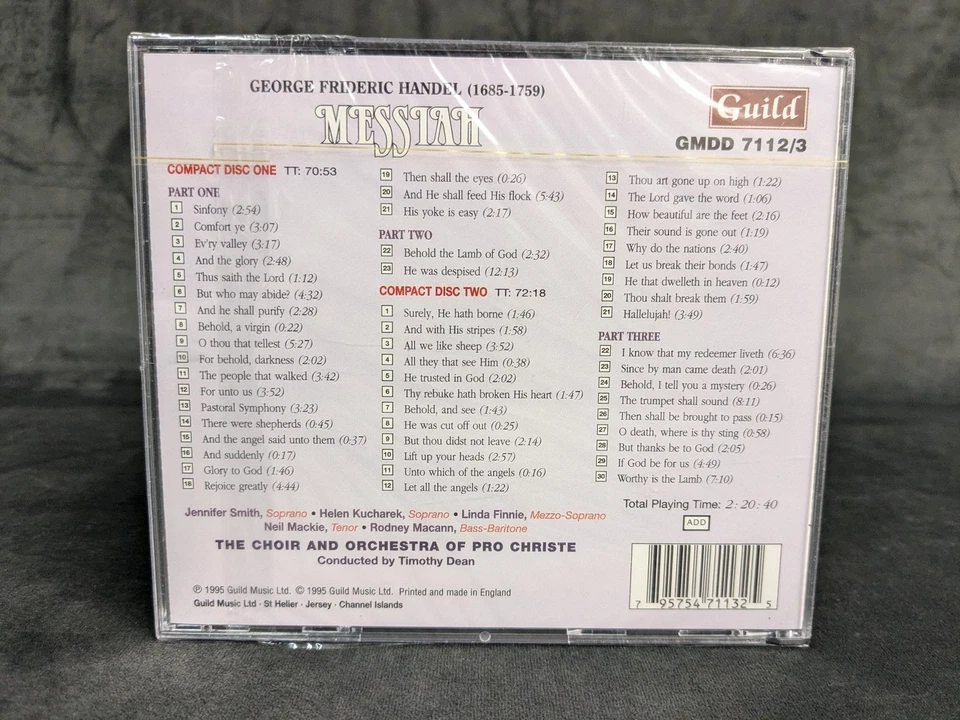 GEORGE FRIDERIC HANDEL (1685-1759)
MESSIAH
Guild
GMDD 7112/3
COMPACT DISC ONE TT: 70:53
PART ONE
1 Sinfony (2:54)
2 Comfort ye (3:07)
3 Ev'ry valley (3:17)
4 And the glory (2:48)
5 Thus saith the Lord (1:12)
6 But who may abide? (4:32)
7 And he shall purify (2:28)
8 Behold, a virgin (0:22)
9 O thou that tellest (5:27)
10 For behold, darkness (2:02)
11 The people that walked (3:42)
12 For unto us (3:52)
13 Pastoral Symphony (3:23)
14 There were shepherds (0:45)
15 And the angel said unto them (0:37)
16 And suddenly (0:17)
17 Glory to God (1:46)
18 Rejoice greatly (4:44)
19 Then shall the eyes (0:26)
20 And He shall feed His flock (5:43)
21 His yoke is easy (2:17)
PART TWO
22 Behold the Lamb of God (2:32)
23 He was despised (12:13)
COMPACT DISC TWO TT: 72:18
1 Surely, He hath borne (1:46)
2 And with His stripes (1:58)
3 All we like sheep (3:52)
4 All they that see Him (0:38)
5 He trusted in God (2:02)
6 Thy rebuke hath broken His heart (1:47)
7 Behold, and see (1:43)
8 He was cut off out (0:25)
9 But thou didst not leave (2:14)
10 Lift up your heads (2:57)
11 Unto which of the angels (0:16)
12 Let all the angels (1:22)
13 Thou art gone up on high (1:22)
14 The Lord gave the word (1:06)
15 How beautiful are the feet (2:16)
16 Their sound is gone out (1:19)
17 Why do the nations (2:40)
18 Let us break their bonds (1:47)
19 He that dwelleth in heaven (0:12)
20 Thou shalt break them (1:59)
21 Hallelujah! (3:49)
PART THREE
22 I know that my redeemer liveth (6:36)
23 Since by man came death (2:01)
24 Behold, I tell you a mystery (0:26)
25 The trumpet shall sound (8:11)
26 Then shall be brought to pass (0:15)
27 O death, where is thy sting (0:58)
28 But thanks be to God (2:05)
29 If God be for us (4:49)
30 Worthy is the Lamb (7:10)
Total Playing Time: 2:20:40
ADD
Jennifer Smith, Soprano • Helen Kucharek, Soprano • Linda Finnie, Mezzo-Soprano
Neil Mackie, Tenor • Rodney Macann, Bass-Baritone
THE CHOIR AND ORCHESTRA OF PRO CHRISTE
Conducted by Timothy Dean
℗ 1995 Guild Music Ltd. © 1995 Guild Music Ltd. Printed and made in England
Guild Music Ltd · St Helier · Jersey · Channel Islands
7 95754 71132 5